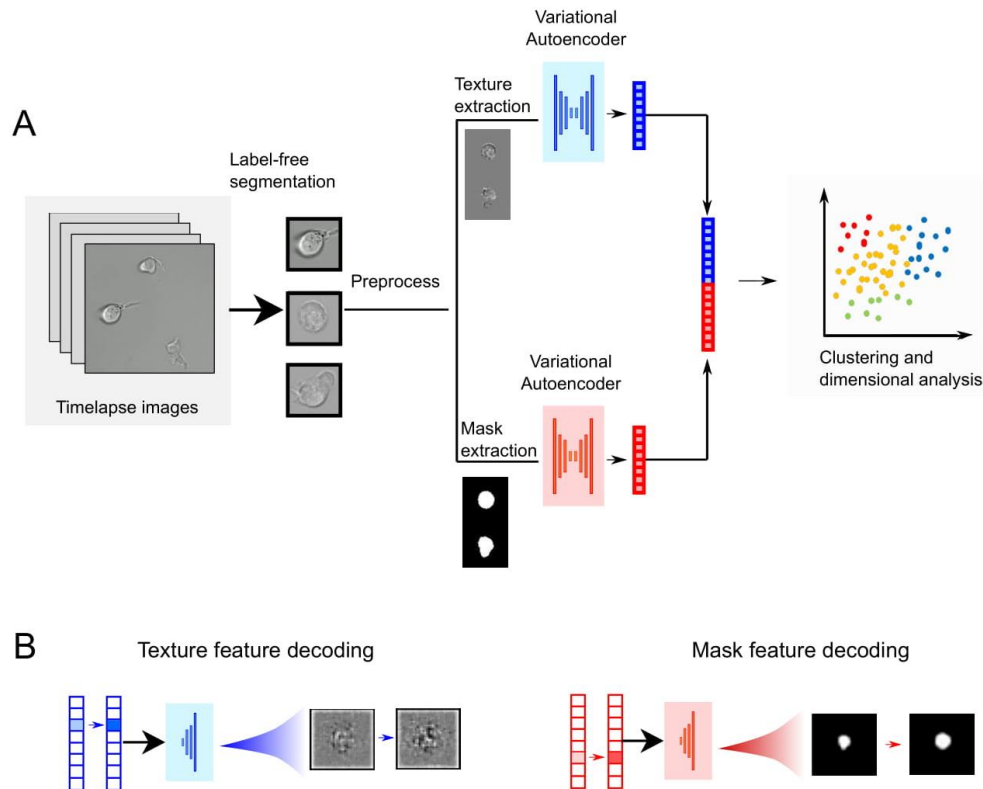 A
Timelapse images
Label-free
segmentation
Preprocess
Texture
extraction
Variational
Autoencoder
Mask
extraction
Variational
Autoencoder
Clustering and
dimensional analysis
B
Texture feature decoding
Mask feature decoding